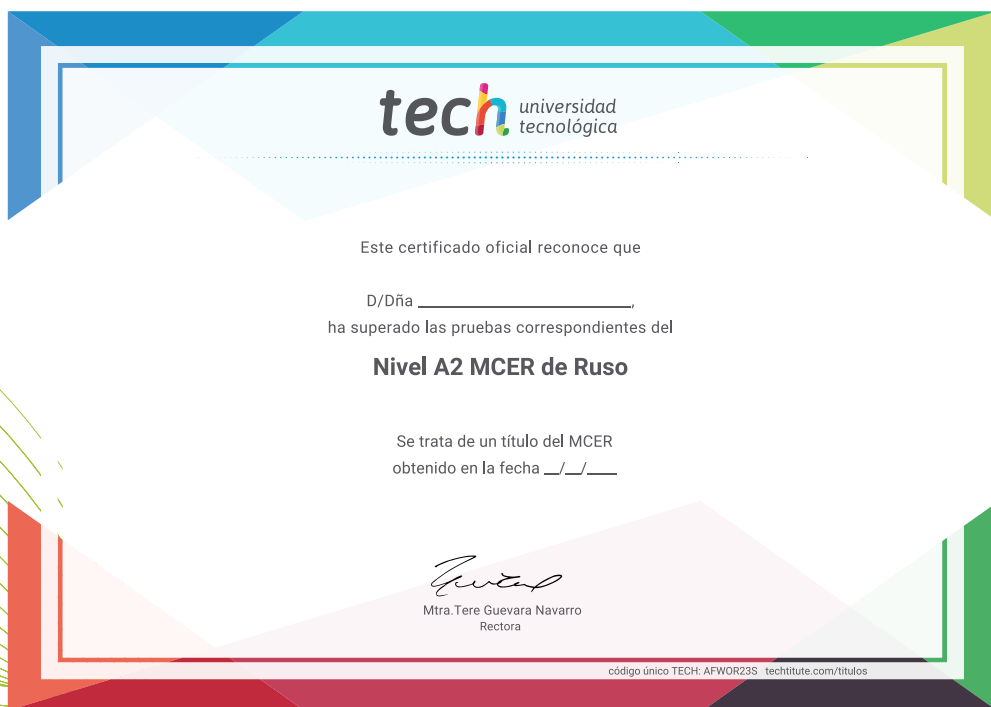 tech universidad
tecnológica
Este certificado oficial reconoce que
D/Dña ______________________,
ha superado las pruebas correspondientes del
Nivel A2 MCER de Ruso
Se trata de un título del MCER
obtenido en la fecha __/__/____
Mtra.Tere Guevara Navarro
Rectora
código único TECH: AFWOR23S techtitute.com/titulos